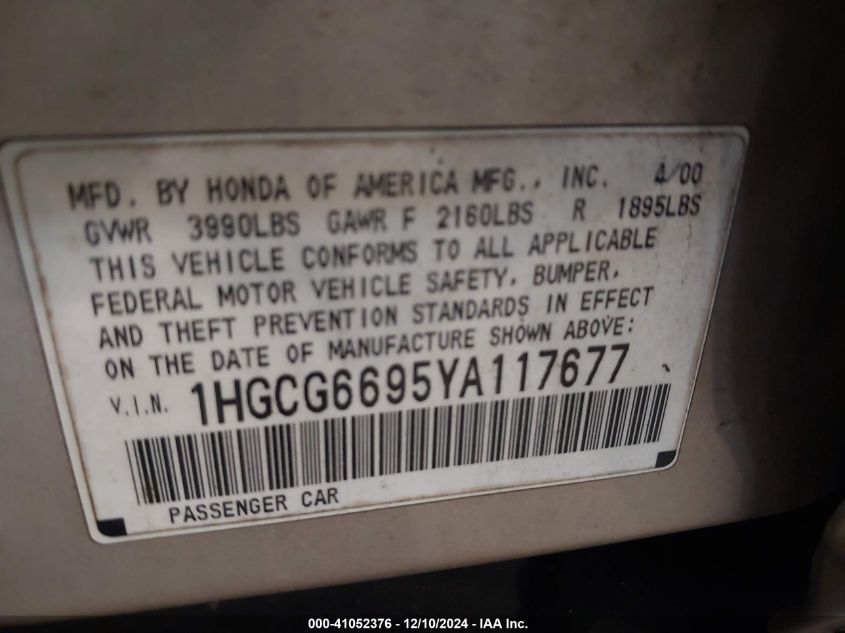 MFD. BY HONDA OF AMERICA MFG., INC. 4/00
GVWR 3990LBS GAWR F 2160LBS R 1895LBS
THIS VEHICLE CONFORMS TO ALL APPLICABLE
FEDERAL MOTOR VEHICLE SAFETY, BUMPER,
AND THEFT PREVENTION STANDARDS IN EFFECT
ON THE DATE OF MANUFACTURE SHOWN ABOVE:
V.I.N. 1HGCG6695YA117677
PASSENGER CAR
000-41052376 - 12/10/2024 - IAA Inc.